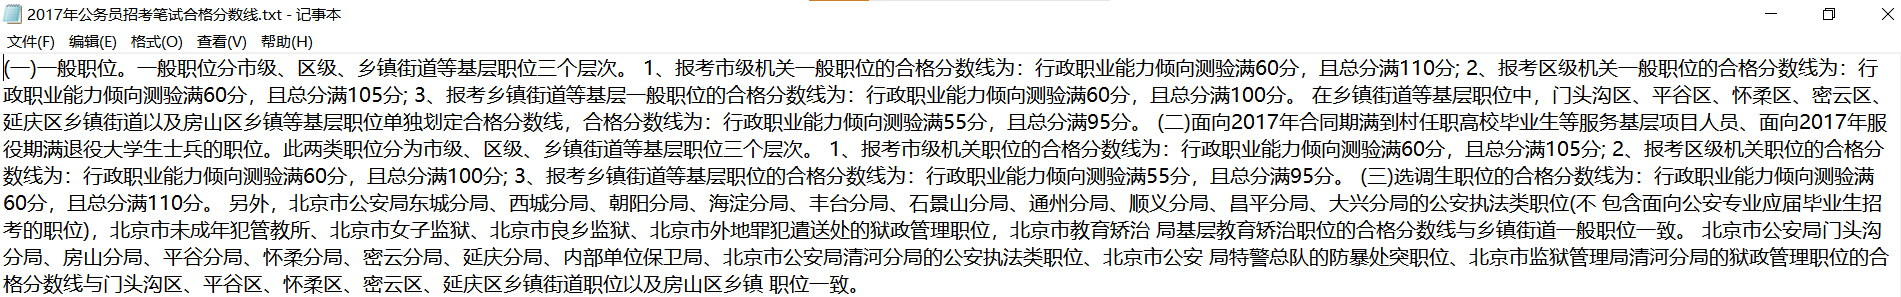 2017年公务员招考笔试合格分数线.txt - 记事本
文件(F) 编辑(E) 格式(O) 查看(V) 帮助(H)
(一)一般职位。一般职位分市级、区级、乡镇街道等基层职位三个层次。 1、报考市级机关一般职位的合格分数线为：行政职业能力倾向测验满60分，且总分满110分; 2、报考区级机关一般职位的合格分数线为：行
政职业能力倾向测验满60分，且总分满105分; 3、报考乡镇街道等基层一般职位的合格分数线为：行政职业能力倾向测验满60分，且总分满100分。 在乡镇街道等基层职位中，门头沟区、平谷区、怀柔区、密云区、
延庆区乡镇街道以及房山区乡镇等基层职位单独划定合格分数线，合格分数线为：行政职业能力倾向测验满55分，且总分满95分。 (二)面向2017年合同期满到村任职高校毕业生等服务基层项目人员、面向2017年服
役期满退役大学生士兵的职位。此两类职位分为市级、区级、乡镇街道等基层职位三个层次。 1、报考市级机关职位的合格分数线为：行政职业能力倾向测验满60分，且总分满105分; 2、报考区级机关职位的合格分
数线为：行政职业能力倾向测验满60分，且总分满100分; 3、报考乡镇街道等基层职位的合格分数线为：行政职业能力倾向测验满55分，且总分满95分。 (三)选调生职位的合格分数线为：行政职业能力倾向测验满
60分，且总分满110分。 另外，北京市公安局东城分局、西城分局、朝阳分局、海淀分局、丰台分局、石景山分局、通州分局、顺义分局、昌平分局、大兴分局的公安执法类职位(不 包含面向公安专业应届毕业生招
考的职位)，北京市未成年犯管教所、北京市女子监狱、北京市良乡监狱、北京市外地罪犯遣送处的狱政管理职位，北京市教育矫治 局基层教育矫治职位的合格分数线与乡镇街道一般职位一致。 北京市公安局门头沟
分局、房山分局、平谷分局、怀柔分局、密云分局、延庆分局、内部单位保卫局、北京市公安局清河分局的公安执法类职位、北京市公安 局特警总队的防暴处突职位、北京市监狱管理局清河分局的狱政管理职位的合
格分数线与门头沟区、平谷区、怀柔区、密云区、延庆区乡镇街道职位以及房山区乡镇 职位一致。